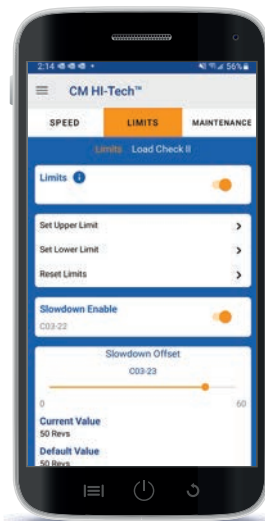 2:14 56%
CM HI-Tech™
SPEED LIMITS MAINTENANCE
Limits Load Check II
Limits
Set Upper Limit
Set Lower Limit
Reset Limits
Slowdown Enable
C03-22
Slowdown Offset
C03-23
0 60
Current Value
50 Revs
Default Value
50 Revs